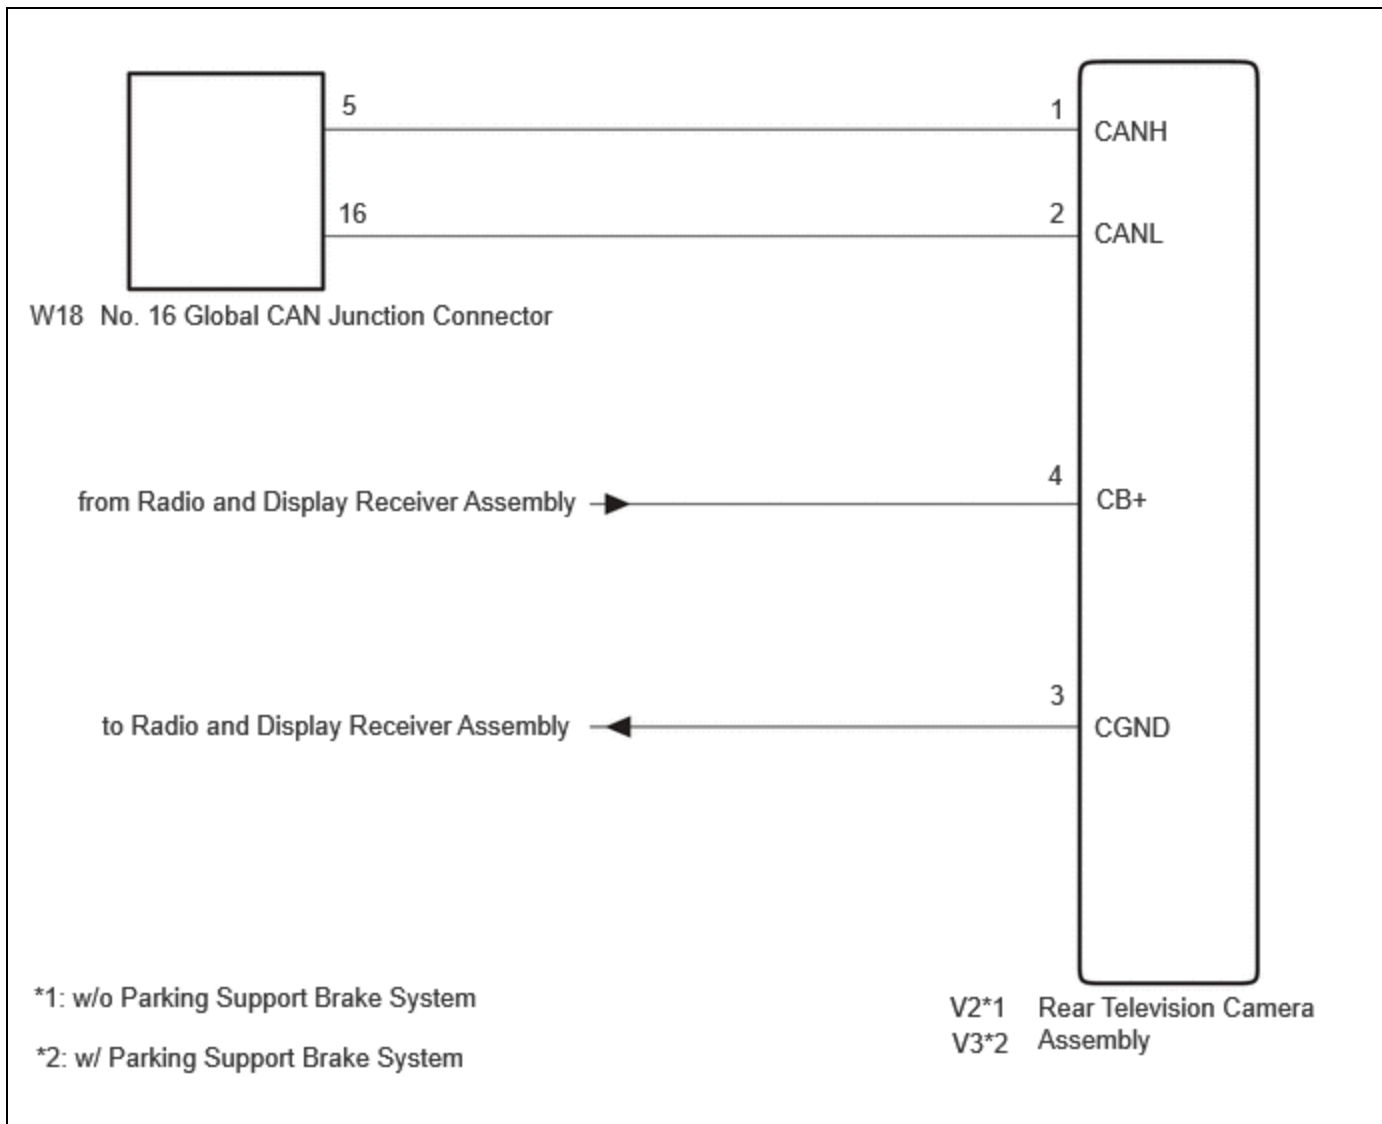 5
1
CANH
16
2
CANL
W18 No. 16 Global CAN Junction Connector
4
from Radio and Display Receiver Assembly
CB+
3
to Radio and Display Receiver Assembly
CGND
*1: w/o Parking Support Brake System
*2: w/ Parking Support Brake System
V2*1 Rear Television Camera
V3*2 Assembly